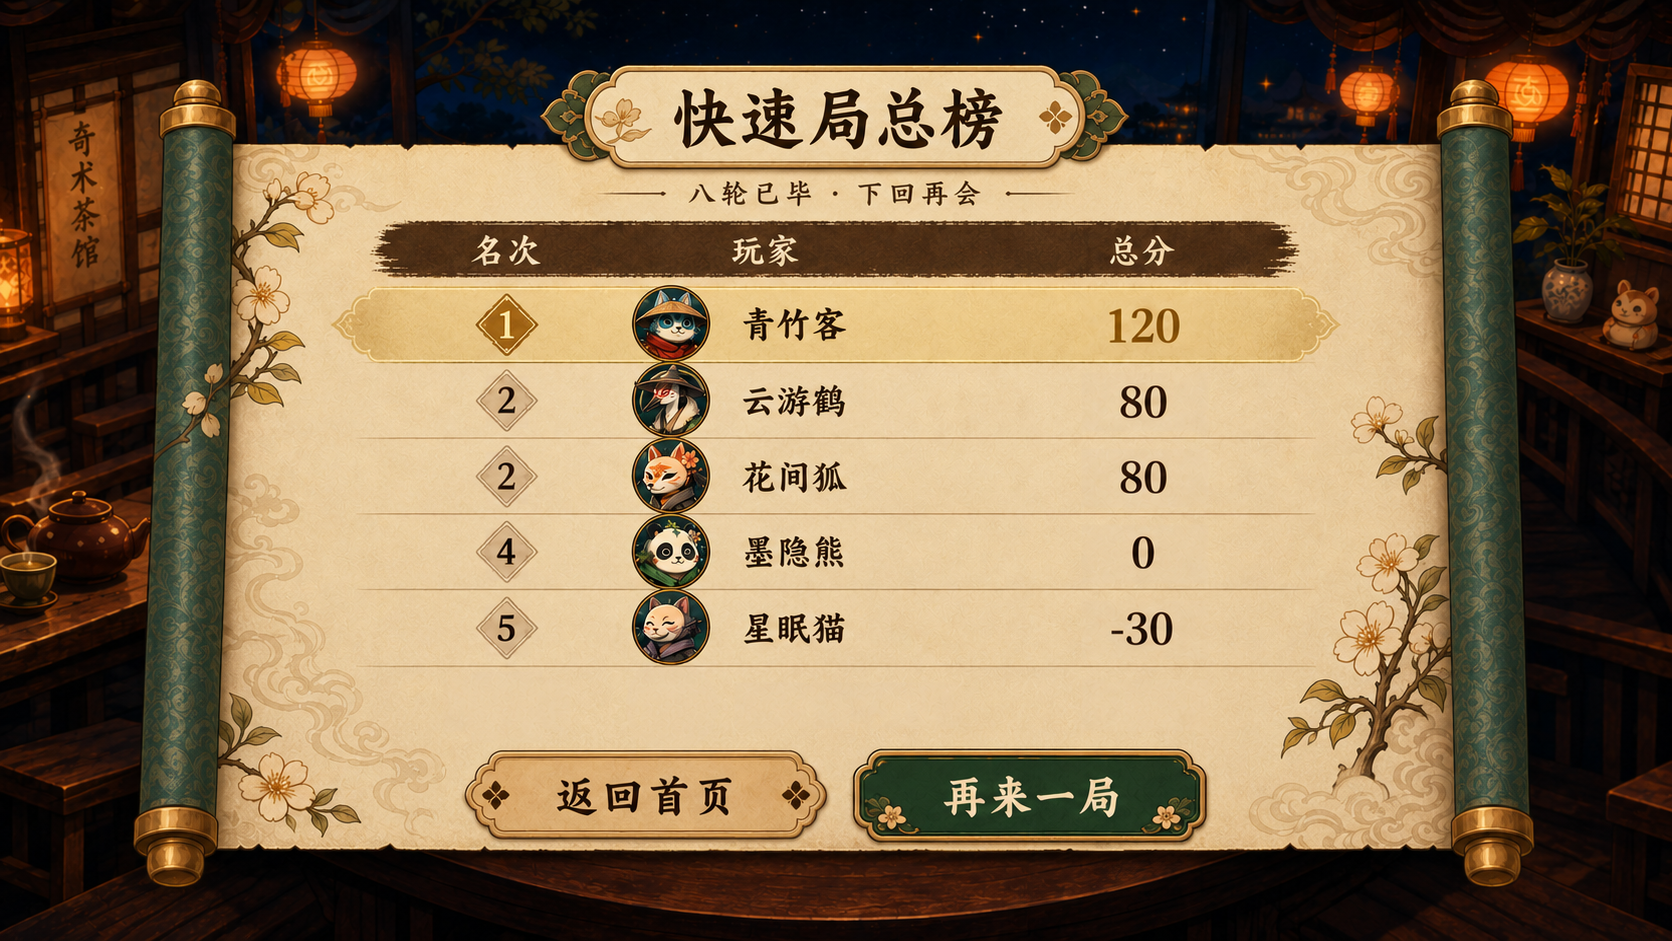 奇术茶馆
快速局总榜
八轮已毕 · 下回再会
名次 玩家 总分
1 青竹客 120
2 云游鹤 80
2 花间狐 80
4 墨隐熊 0
5 星眠猫 -30
返回首页 再来一局